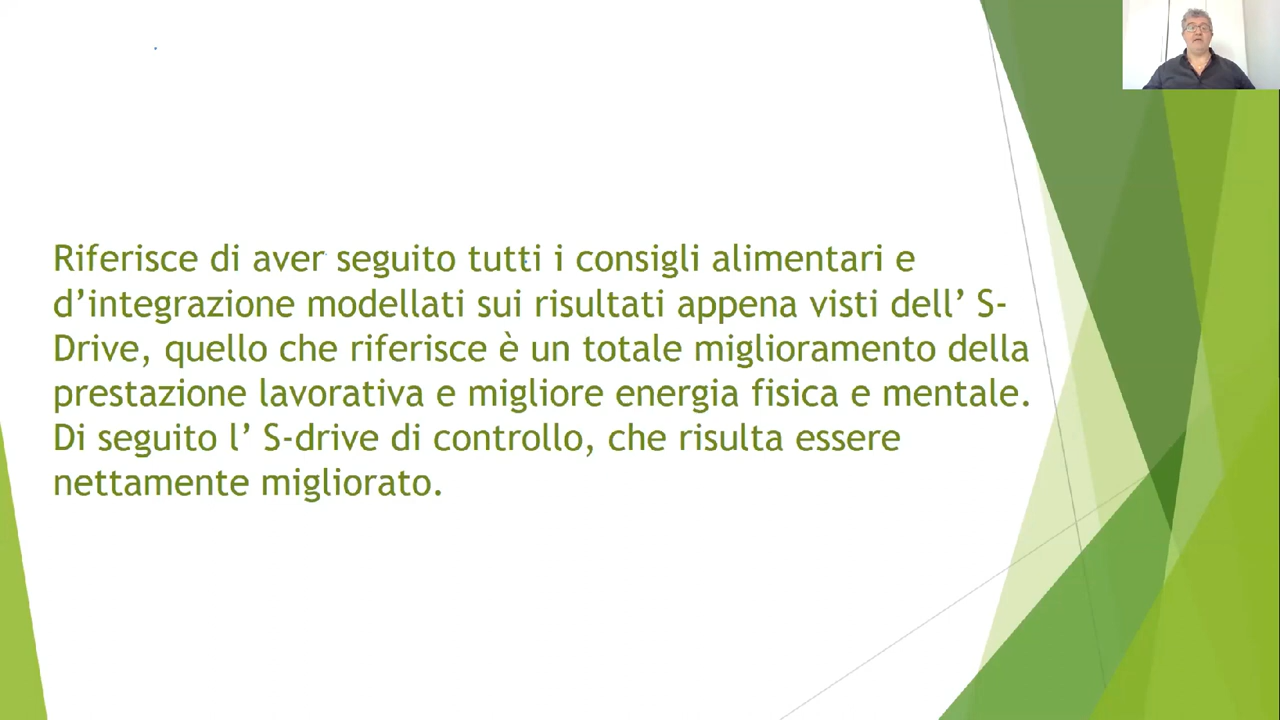 Riferisce di aver seguito tutti i consigli alimentari e
d’integrazione modellati sui risultati appena visti dell’ S-
Drive, quello che riferisce è un totale miglioramento della
prestazione lavorativa e migliore energia fisica e mentale.
Di seguito l’ S-drive di controllo, che risulta essere
nettamente migliorato.